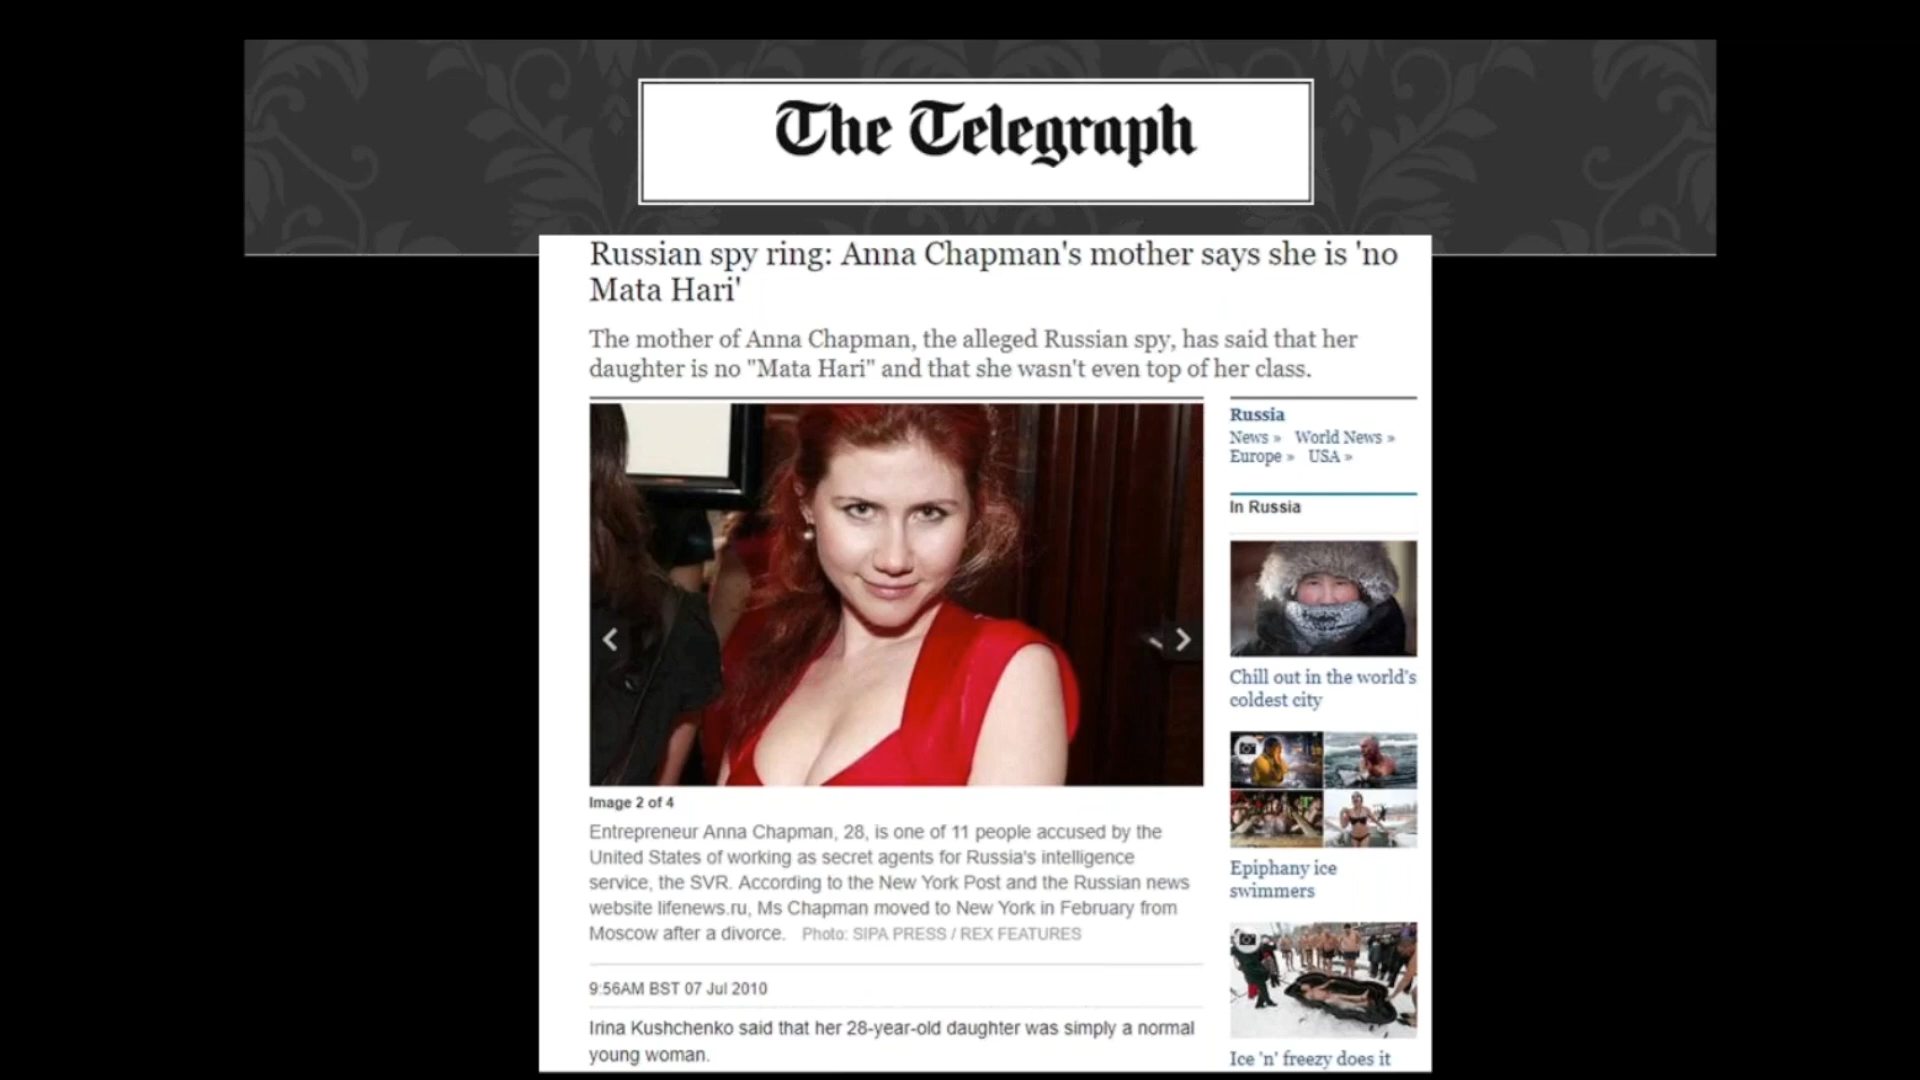 The Telegraph
Russian spy ring: Anna Chapman's mother says she is 'no
Mata Hari'
The mother of Anna Chapman, the alleged Russian spy, has said that her
daughter is no "Mata Hari" and that she wasn't even top of her class.
Image 2 of 4
Entrepreneur Anna Chapman, 28, is one of 11 people accused by the
United States of working as secret agents for Russia's intelligence
service, the SVR. According to the New York Post and the Russian news
website lifenews.ru, Ms Chapman moved to New York in February from
Moscow after a divorce. Photo: SIPA PRESS / REX FEATURES
9:56AM BST 07 Jul 2010
Irina Kushchenko said that her 28-year-old daughter was simply a normal
young woman.
Russia
News » World News »
Europe » USA »
In Russia
Chill out in the world's
coldest city
Epiphany ice
swimmers
Ice 'n' freezy does it